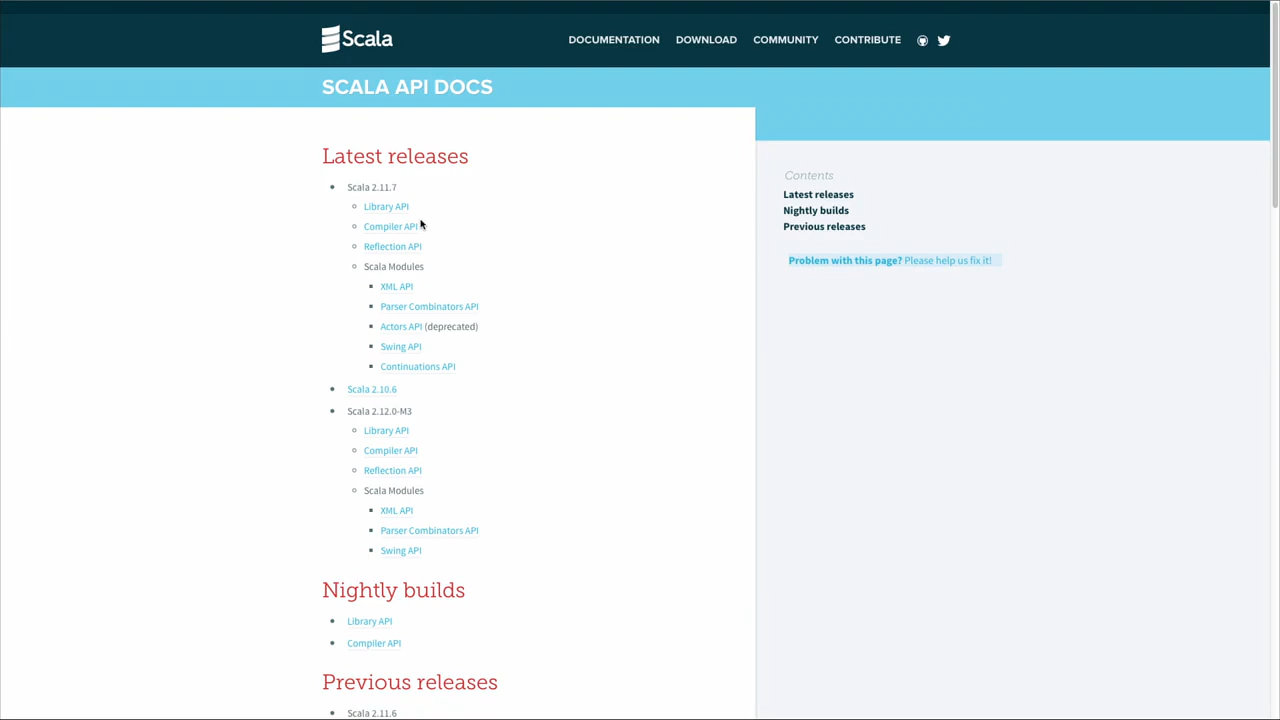 Scala
DOCUMENTATION DOWNLOAD COMMUNITY CONTRIBUTE
SCALA API DOCS
Latest releases
Scala 2.11.7
Library API
Compiler API
Reflection API
Scala Modules
XML API
Parser Combinators API
Actors API (deprecated)
Swing API
Continuations API
Scala 2.10.6
Scala 2.12.0-M3
Library API
Compiler API
Reflection API
Scala Modules
XML API
Parser Combinators API
Swing API
Nightly builds
Library API
Compiler API
Previous releases
Scala 2.11.6
Contents
Latest releases
Nightly builds
Previous releases
Problem with this page? Please help us fix it!